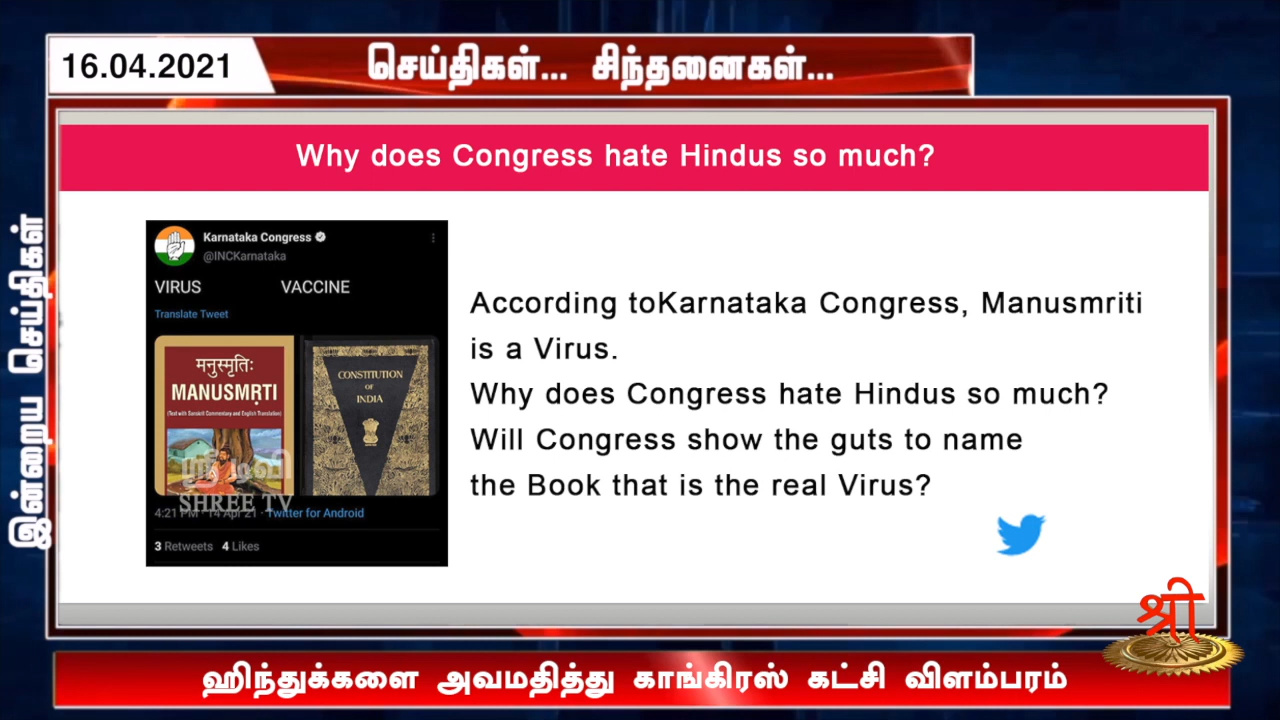 16.04.2021
செய்திகள்... சிந்தனைகள்...
இன்றைய செய்திகள்
Why does Congress hate Hindus so much?
Karnataka Congress
@INCKarnataka
VIRUS VACCINE
Translate Tweet
मनुस्मृतिः
MANUSMṚTI
(Text with Sanskrit Commentary and English Translation)
CONSTITUTION
OF
INDIA
ஸ்ரீ டிவி
SHREE TV
4:21 PM · 14 Apr 21 · Twitter for Android
3 Retweets 4 Likes
According toKarnataka Congress, Manusmriti
is a Virus.
Why does Congress hate Hindus so much?
Will Congress show the guts to name
the Book that is the real Virus?
श्री
ஹிந்துக்களை அவமதித்து காங்கிரஸ் கட்சி விளம்பரம்